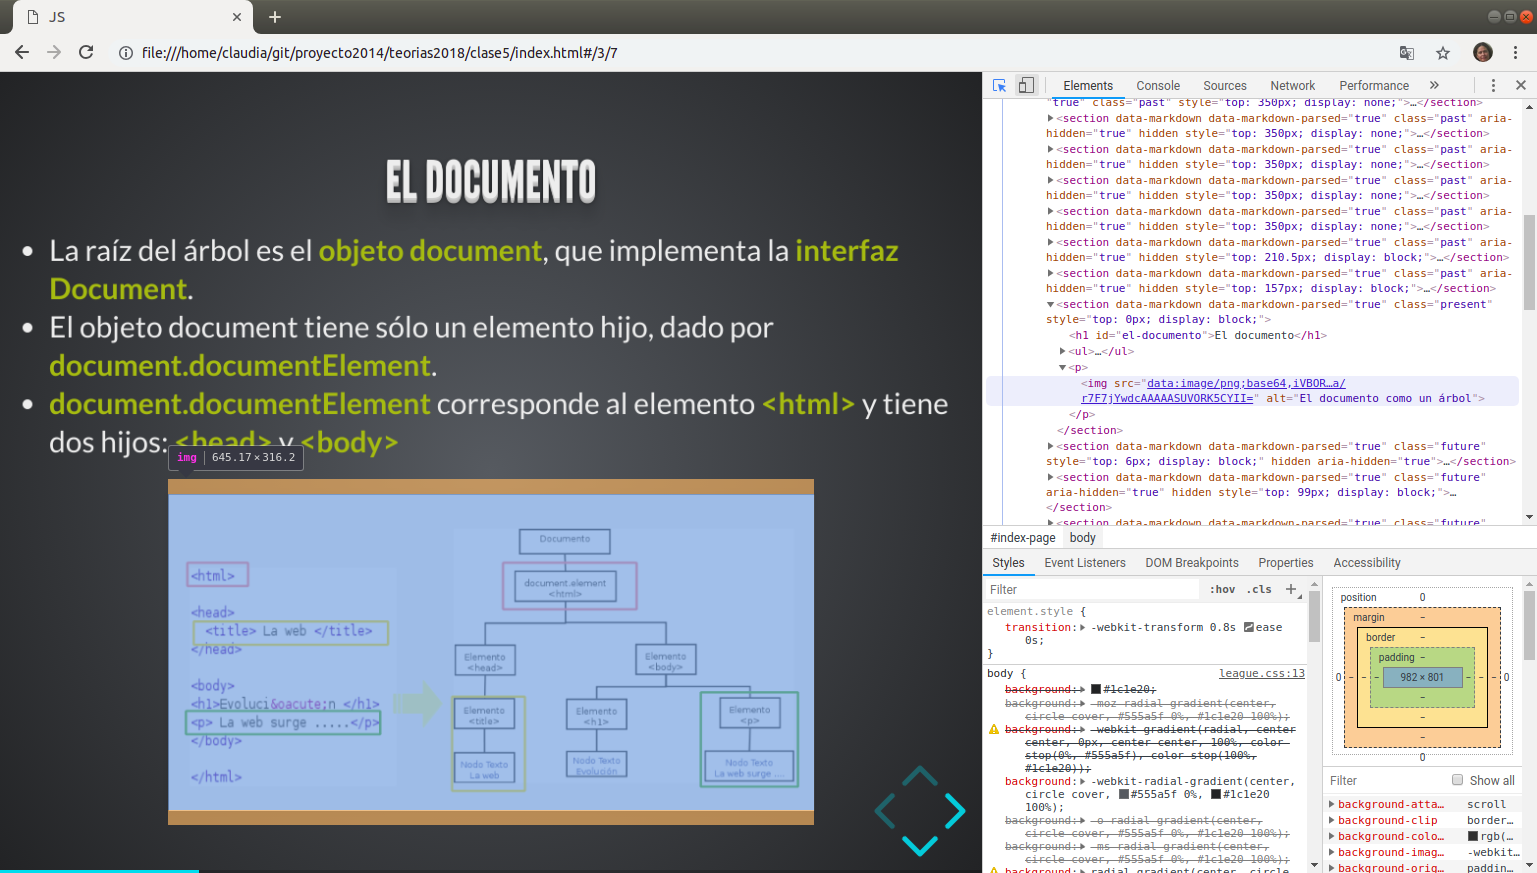 JS
file:///home/claudia/git/proyecto2014/teorias2018/clase5/index.html#/3/7
EL DOCUMENTO
La raíz del árbol es el objeto document, que implementa la interfaz
Document.
El objeto document tiene sólo un elemento hijo, dado por
document.documentElement.
document.documentElement corresponde al elemento <html> y tiene
dos hijos: <head> y <body>
img 645.17×316.2
<html>
<head>
<title> La web </title>
</head>
<body>
<h1>Evoluci&oacute;n </h1>
<p> La web surge .....</p>
</body>
</html>
Documento
document.element
<html>
Elemento
<head>
Elemento
<body>
Elemento
<title>
Elemento
<h1>
Elemento
<p>
Nodo Texto
La web
Nodo Texto
Evolución
Nodo Texto
La web surge ....
Elements Console Sources Network Performance »
"true" class="past" style="top: 350px; display: none;">…</section>
<section data-markdown data-markdown-parsed="true" class="past" aria-
hidden="true" hidden style="top: 350px; display: none;">…</section>
<section data-markdown data-markdown-parsed="true" class="past" aria-
hidden="true" hidden style="top: 350px; display: none;">…</section>
<section data-markdown data-markdown-parsed="true" class="past" aria-
hidden="true" hidden style="top: 350px; display: none;">…</section>
<section data-markdown data-markdown-parsed="true" class="past" aria-
hidden="true" hidden style="top: 350px; display: none;">…</section>
<section data-markdown data-markdown-parsed="true" class="past" aria-
hidden="true" hidden style="top: 210.5px; display: block;">…</section>
<section data-markdown data-markdown-parsed="true" class="past" aria-
hidden="true" hidden style="top: 157px; display: block;">…</section>
<section data-markdown data-markdown-parsed="true" class="present"
style="top: 0px; display: block;">
<h1 id="el-documento">El documento</h1>
<ul>…</ul>
<p>
<img src="data:image/png;base64,iVBOR…a/
r7F7jYwdcAAAAASUVORK5CYII=" alt="El documento como un árbol">
</p>
</section>
<section data-markdown data-markdown-parsed="true" class="future"
style="top: 6px; display: block;" hidden aria-hidden="true">…</section>
<section data-markdown data-markdown-parsed="true" class="future"
aria-hidden="true" hidden style="top: 99px; display: block;">…
</section>
<section data-markdown data-markdown-parsed="true" class="future"
#index-page body
Styles Event Listeners DOM Breakpoints Properties Accessibility
Filter :hov .cls +
element.style {
transition: -webkit-transform 0.8s ease
0s;
}
body { league.css:13
background: #1c1e20;
background: -moz-radial-gradient(center,
circle cover, #555a5f 0%, #1c1e20 100%);
background: -webkit-gradient(radial, center
center, 0px, center center, 100%, color-
stop(0%, #555a5f), color-stop(100%,
#1c1e20));
background: -webkit-radial-gradient(center,
circle cover, #555a5f 0%, #1c1e20
100%);
background: -o-radial-gradient(center,
circle cover, #555a5f 0%, #1c1e20 100%);
background: -ms-radial-gradient(center,
circle cover, #555a5f 0%, #1c1e20 100%);
background: radial-gradient(center, circle
position 0
margin –
border –
padding –
0 – – – 982 × 801 – – – 0
–
–
–
0
Filter Show all
background-atta… scroll
background-clip border…
background-colo… rgb(…
background-imag… -webkit…
background-orig… paddin…